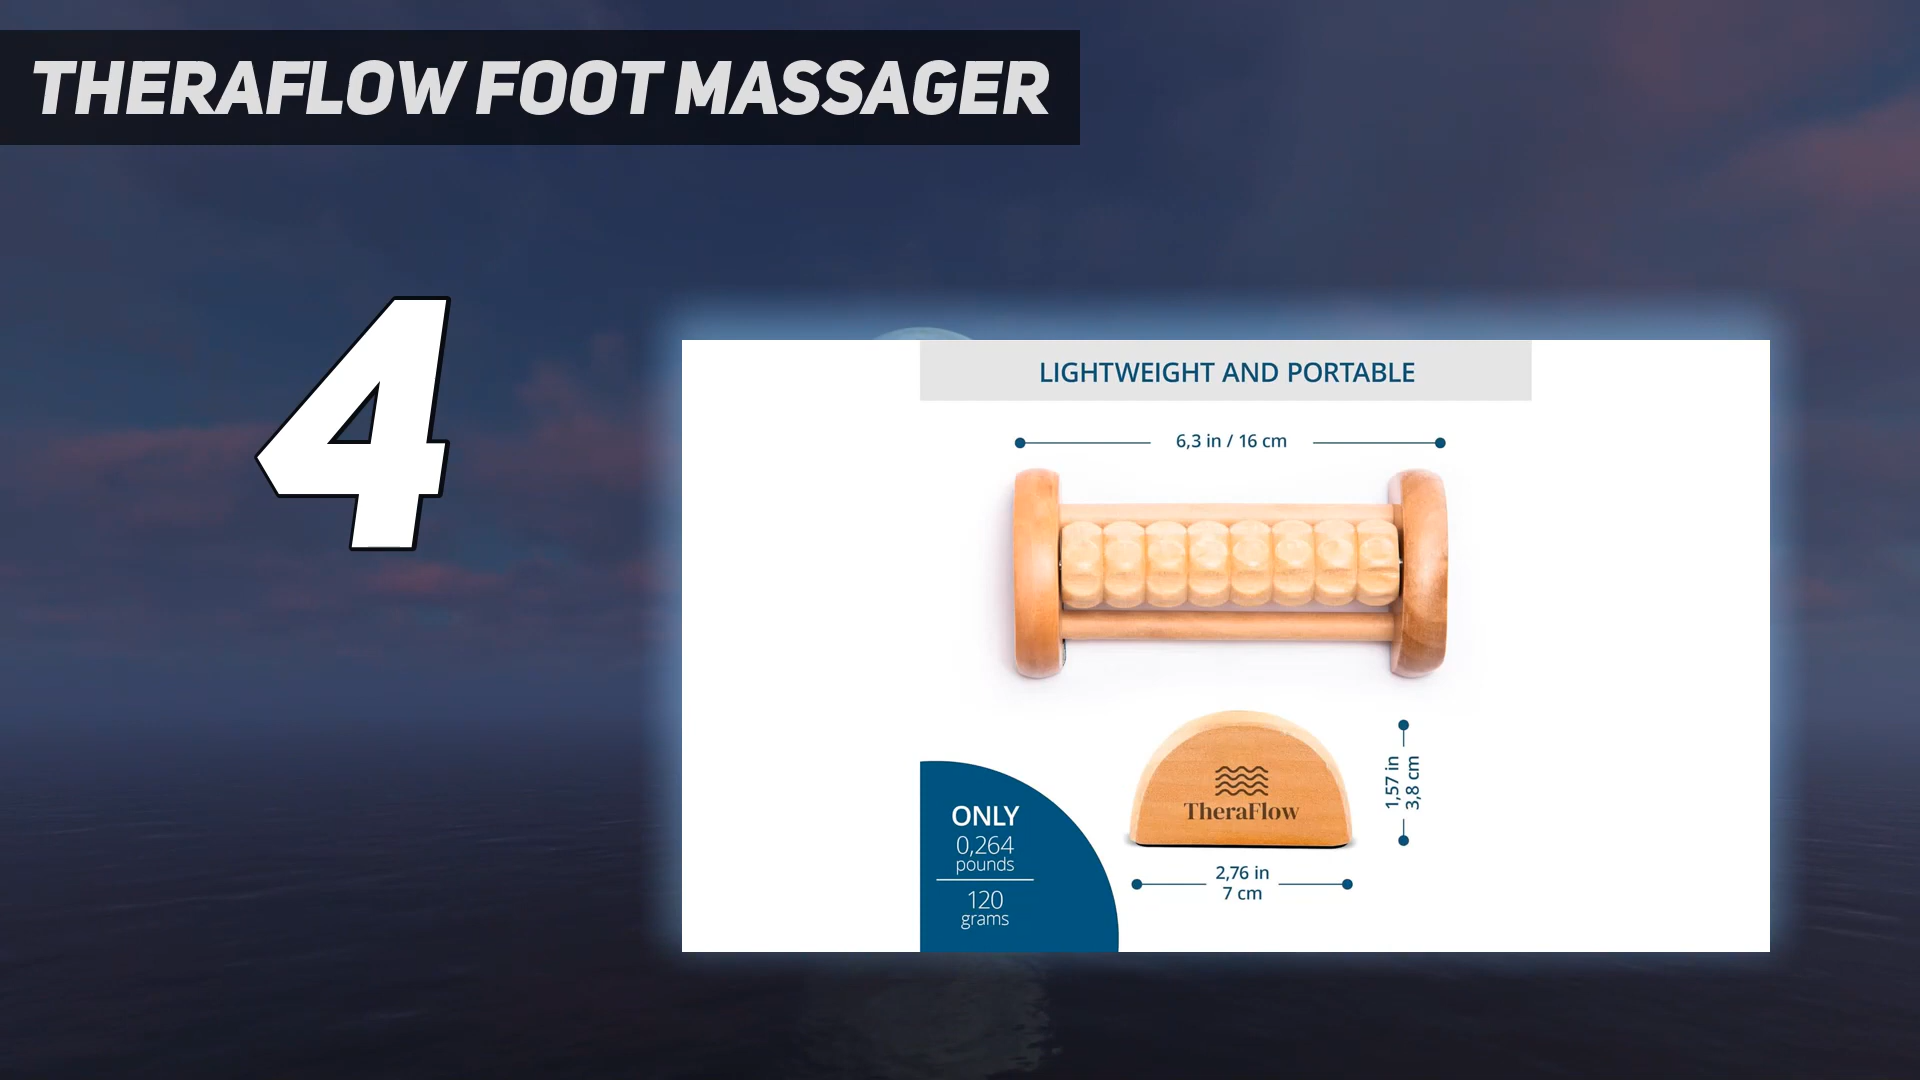 THERAFLOW FOOT MASSAGER
4
LIGHTWEIGHT AND PORTABLE
6,3 in / 16 cm
TheraFlow
1,57 in
3,8 cm
2,76 in
7 cm
ONLY
0,264
pounds
120
grams